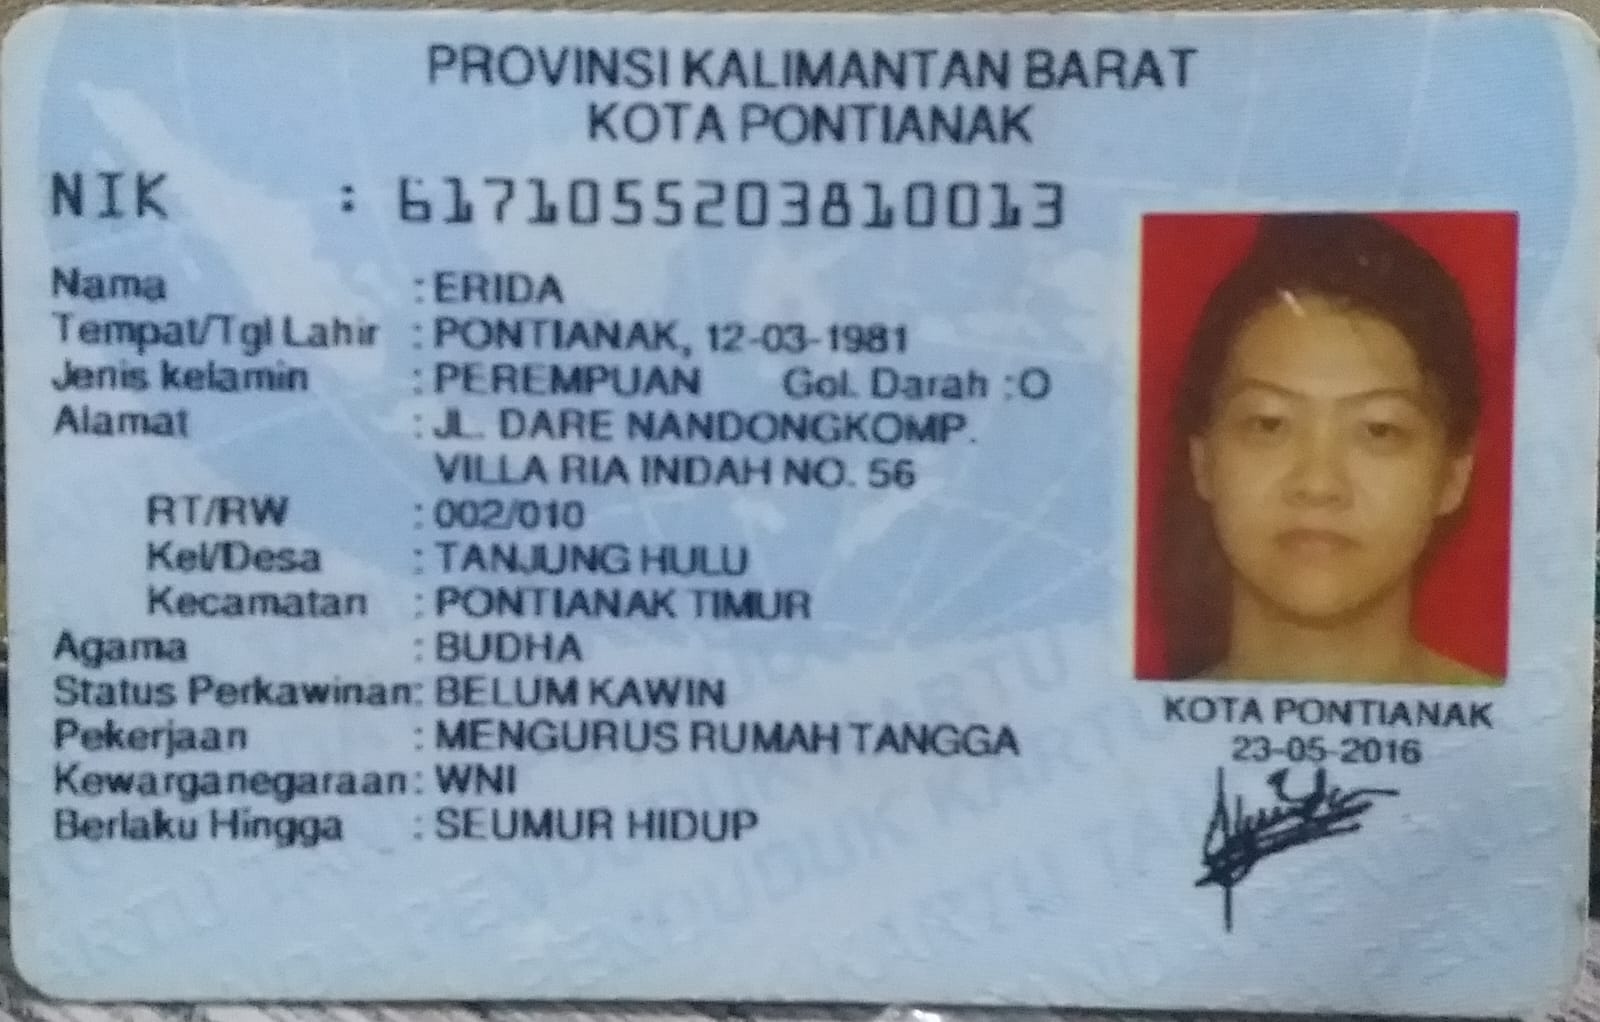 PROVINSI KALIMANTAN BARAT
KOTA PONTIANAK
NIK : 6171055203810013
Nama : ERIDA
Tempat/Tgl Lahir : PONTIANAK, 12-03-1981
Jenis kelamin : PEREMPUAN Gol. Darah : O
Alamat : JL. DARE NANDONGKOMP.
VILLA RIA INDAH NO. 56
RT/RW : 002/010
Kel/Desa : TANJUNG HULU
Kecamatan : PONTIANAK TIMUR
Agama : BUDHA
Status Perkawinan : BELUM KAWIN
Pekerjaan : MENGURUS RUMAH TANGGA
Kewarganegaraan : WNI
Berlaku Hingga : SEUMUR HIDUP
KOTA PONTIANAK
23-05-2016